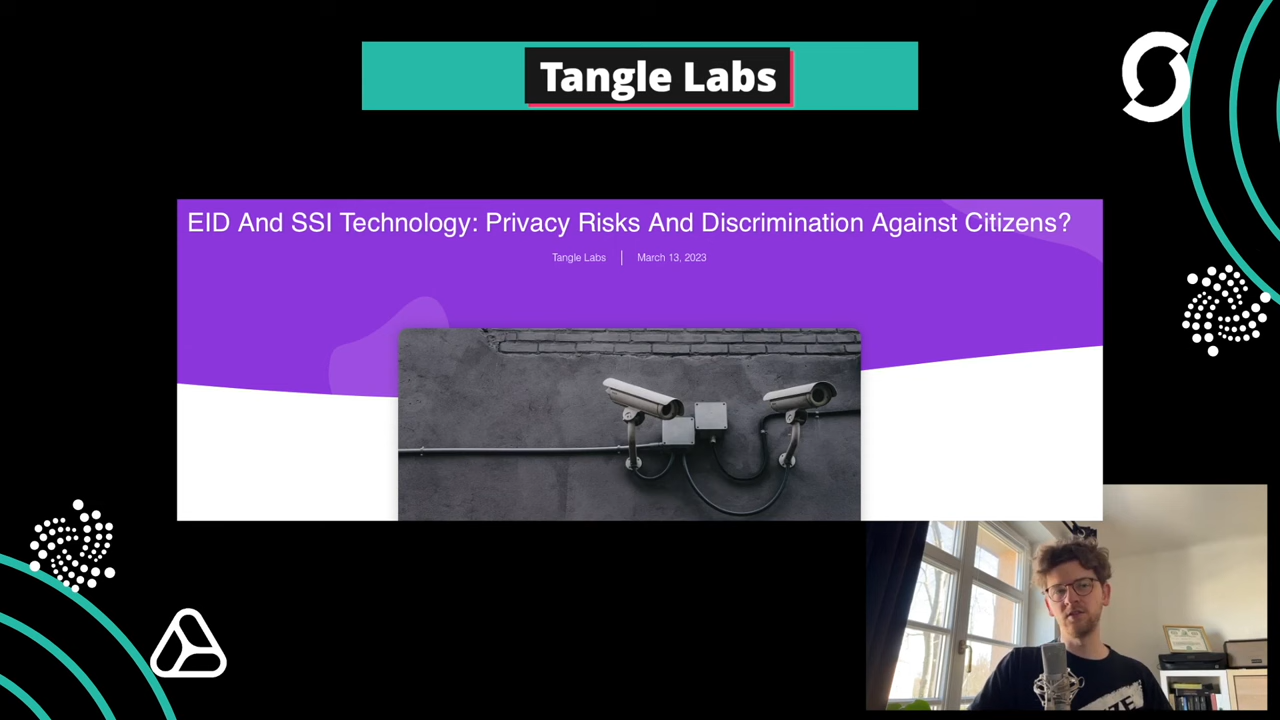 Tangle Labs
EID And SSI Technology: Privacy Risks And Discrimination Against Citizens?
Tangle Labs | March 13, 2023